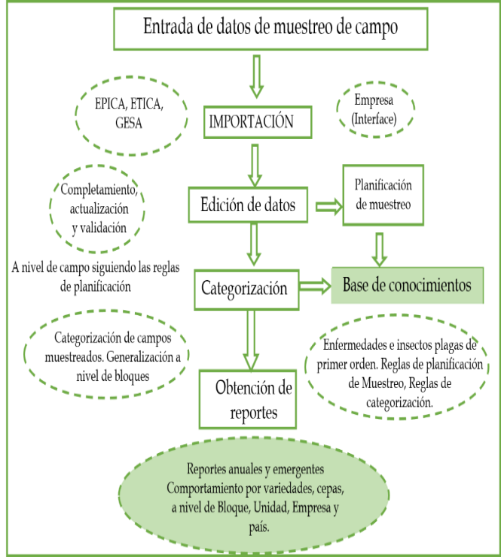 Entrada de datos de muestreo de campo
EPICA, ETICA,
GESA
IMPORTACIÓN
Empresa
(Interface)
Completamiento,
actualización
y validación
Edición de datos
Planificación
de muestreo
A nivel de campo siguiendo las reglas
de planificación
Categorización
Base de conocimientos
Categorización de campos
muestreados. Generalización a
nivel de bloques
Enfermedades e insectos plagas de
primer orden. Reglas de planificación
de Muestreo, Reglas de
categorización.
Obtención de
reportes
Reportes anuales y emergentes
Comportamiento por variedades, cepas,
a nivel de Bloque, Unidad, Empresa y
país.